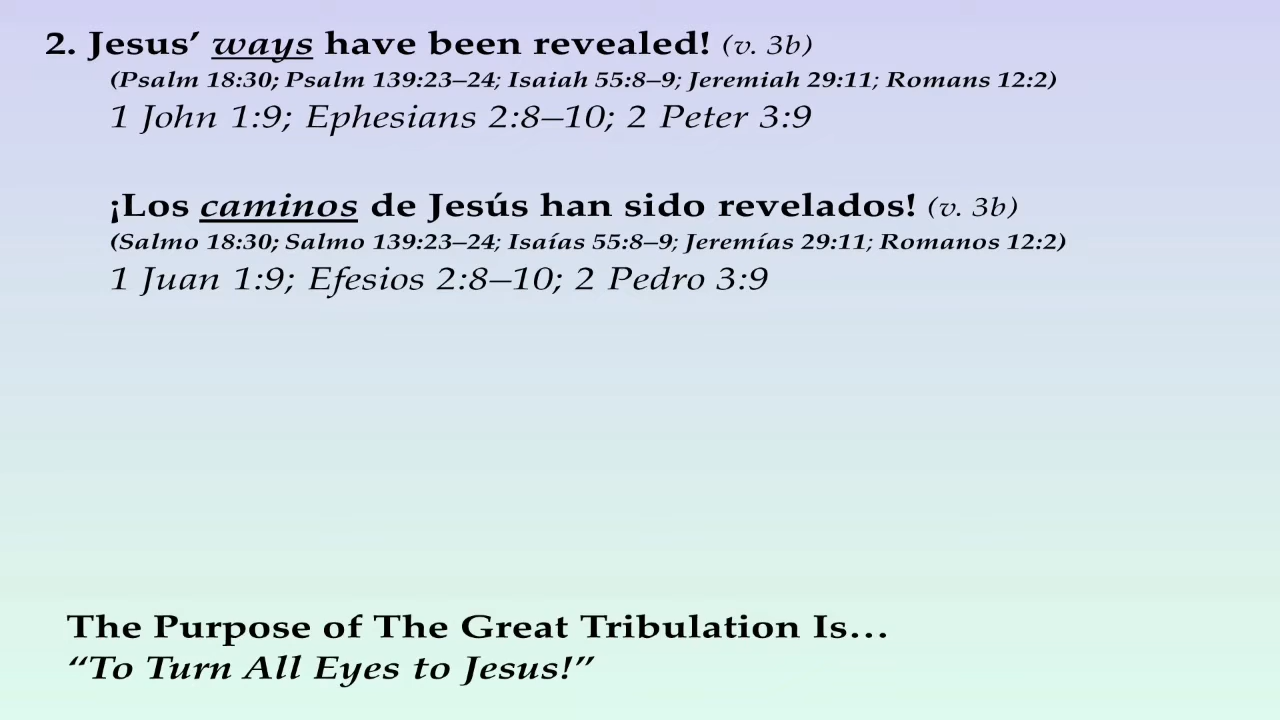 2. Jesus’ ways have been revealed! (v. 3b)
(Psalm 18:30; Psalm 139:23–24; Isaiah 55:8–9; Jeremiah 29:11; Romans 12:2)
1 John 1:9; Ephesians 2:8–10; 2 Peter 3:9
¡Los caminos de Jesús han sido revelados! (v. 3b)
(Salmo 18:30; Salmo 139:23–24; Isaías 55:8–9; Jeremías 29:11; Romanos 12:2)
1 Juan 1:9; Efesios 2:8–10; 2 Pedro 3:9
The Purpose of The Great Tribulation Is…
“To Turn All Eyes to Jesus!”